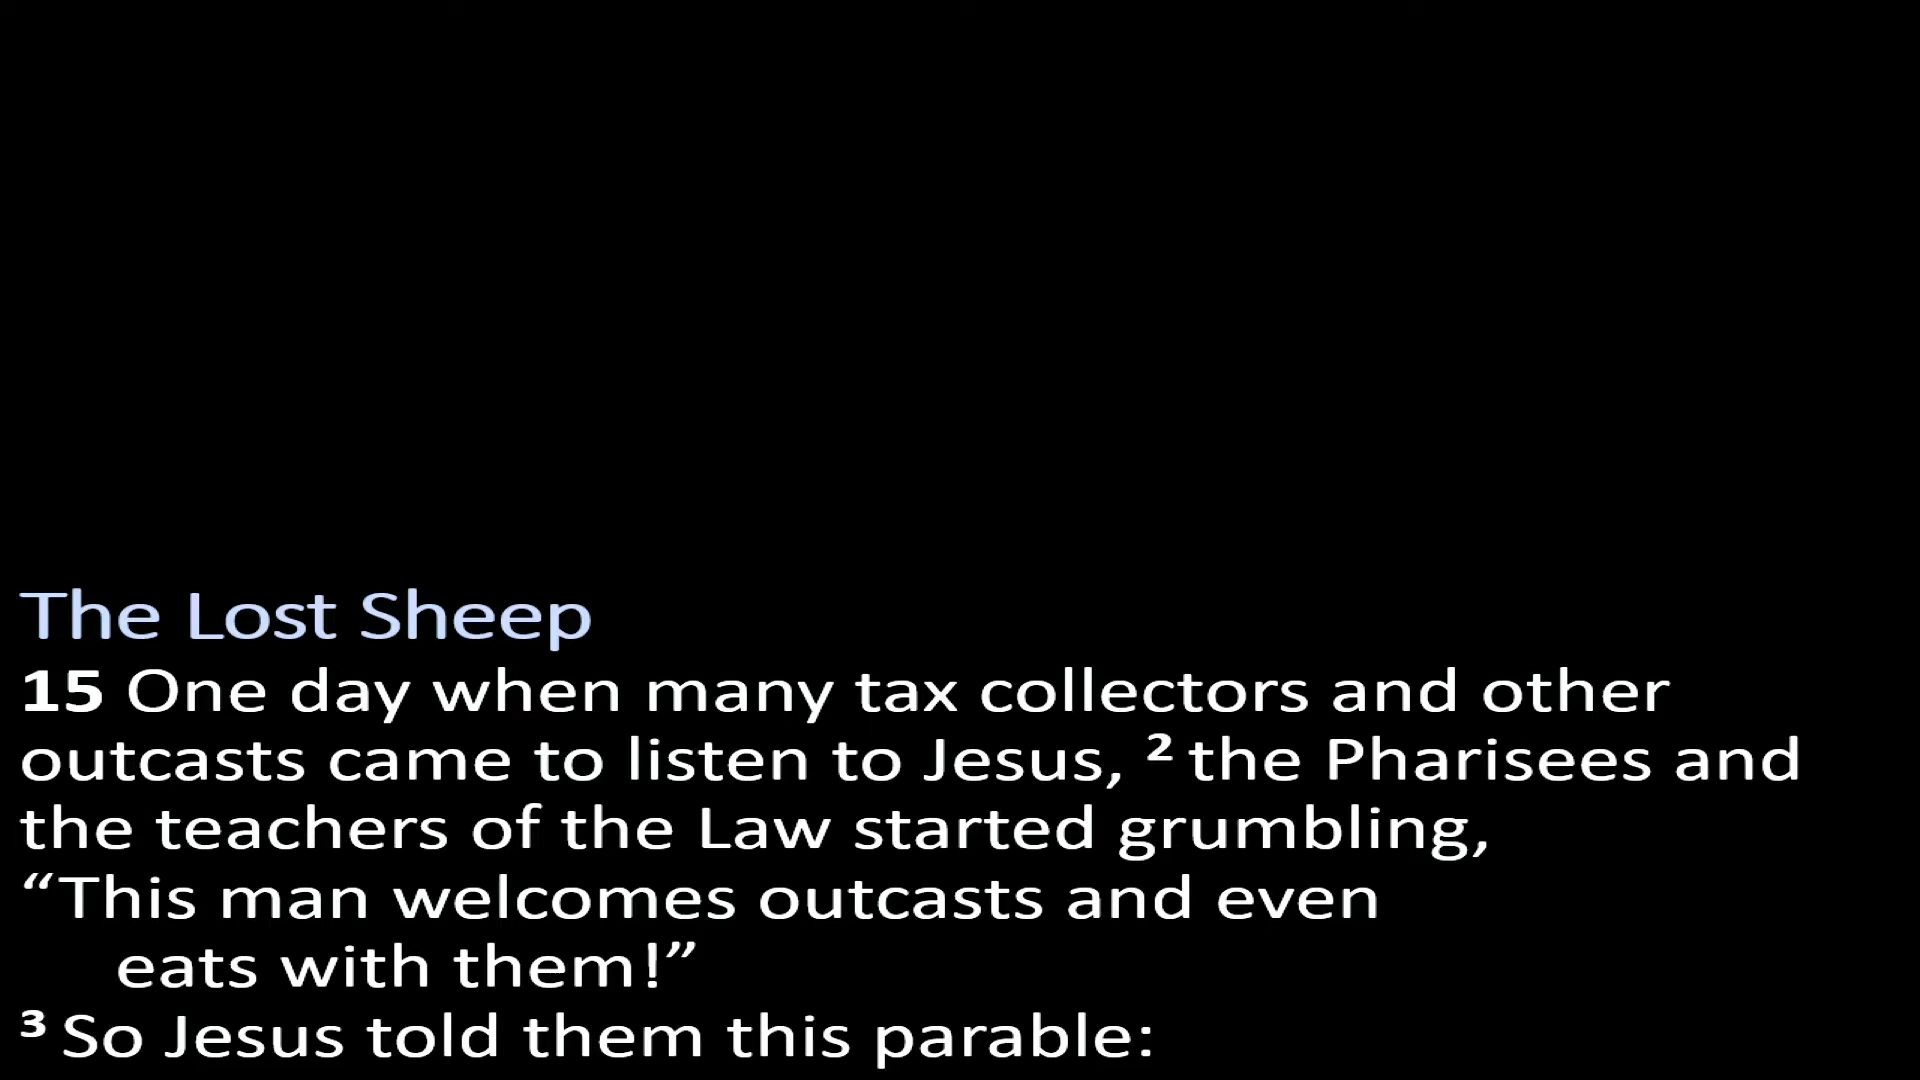 The Lost Sheep
15 One day when many tax collectors and other
outcasts came to listen to Jesus, ² the Pharisees and
the teachers of the Law started grumbling,
“This man welcomes outcasts and even
eats with them!”
³ So Jesus told them this parable: